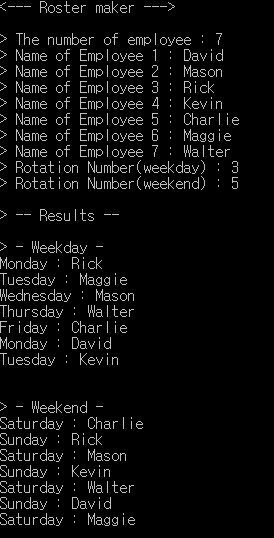 <--- Roster maker --->
> The number of employee : 7
> Name of Employee 1 : David
> Name of Employee 2 : Mason
> Name of Employee 3 : Rick
> Name of Employee 4 : Kevin
> Name of Employee 5 : Charlie
> Name of Employee 6 : Maggie
> Name of Employee 7 : Walter
> Rotation Number(weekday) : 3
> Rotation Number(weekend) : 5
> -- Results --
> - Weekday -
Monday : Rick
Tuesday : Maggie
Wednesday : Mason
Thursday : Walter
Friday : Charlie
Monday : David
Tuesday : Kevin
> - Weekend -
Saturday : Charlie
Sunday : Rick
Saturday : Mason
Sunday : Kevin
Saturday : Walter
Sunday : David
Saturday : Maggie